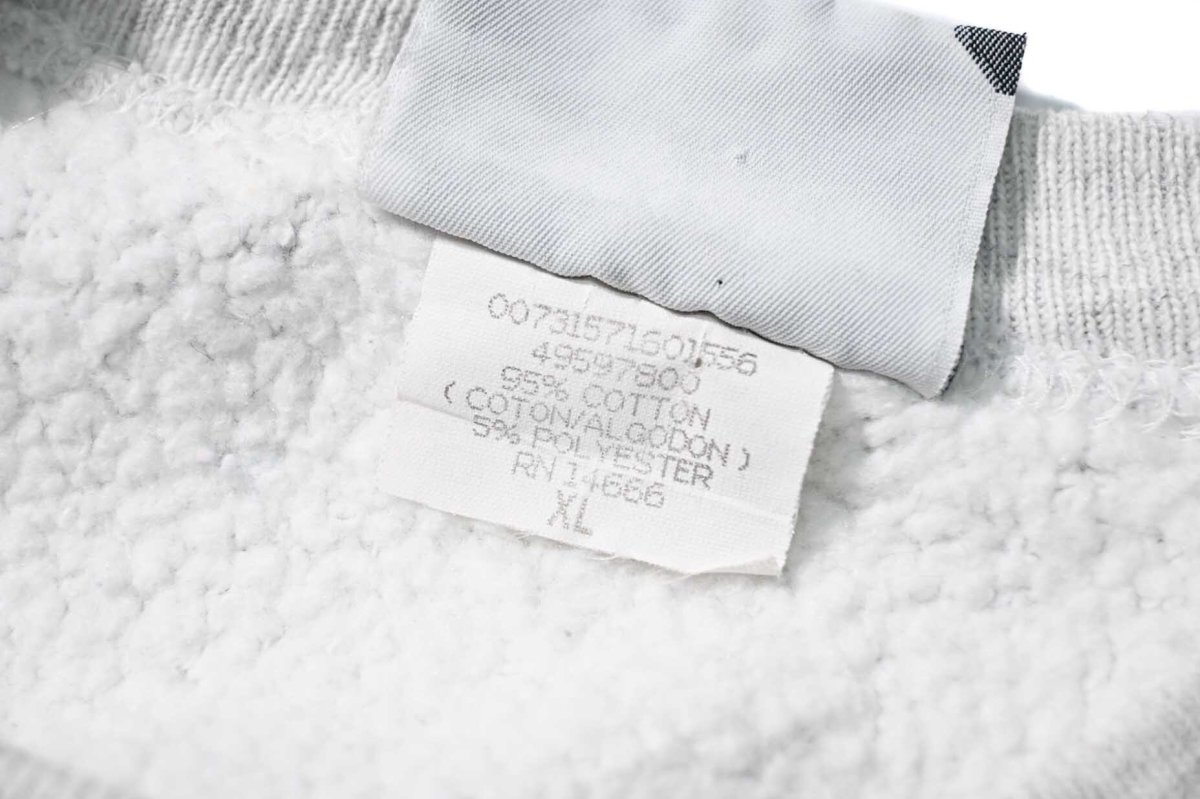 00731571601556
49597800
95% COTTON
(COTON/ALGODON)
5% POLYESTER
RN 14666
XL